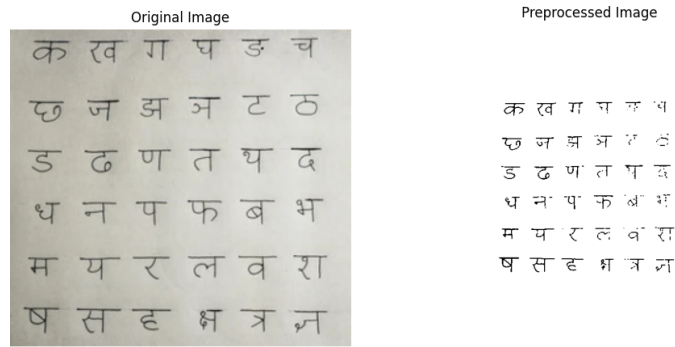 Original Image
क ख ग घ ङ च
छ ज झ ञ ट ठ
ड ढ ण त थ द
ध न प फ ब भ
म य र ल व श
ष स ह क्ष त्र ज्ञ
Preprocessed Image
क ख ग
छ ज झ ञ
ड ढ ण त थ द
ध न प फ ब भ
म य र ल व श
ष स ह क्ष त्र ज्ञ